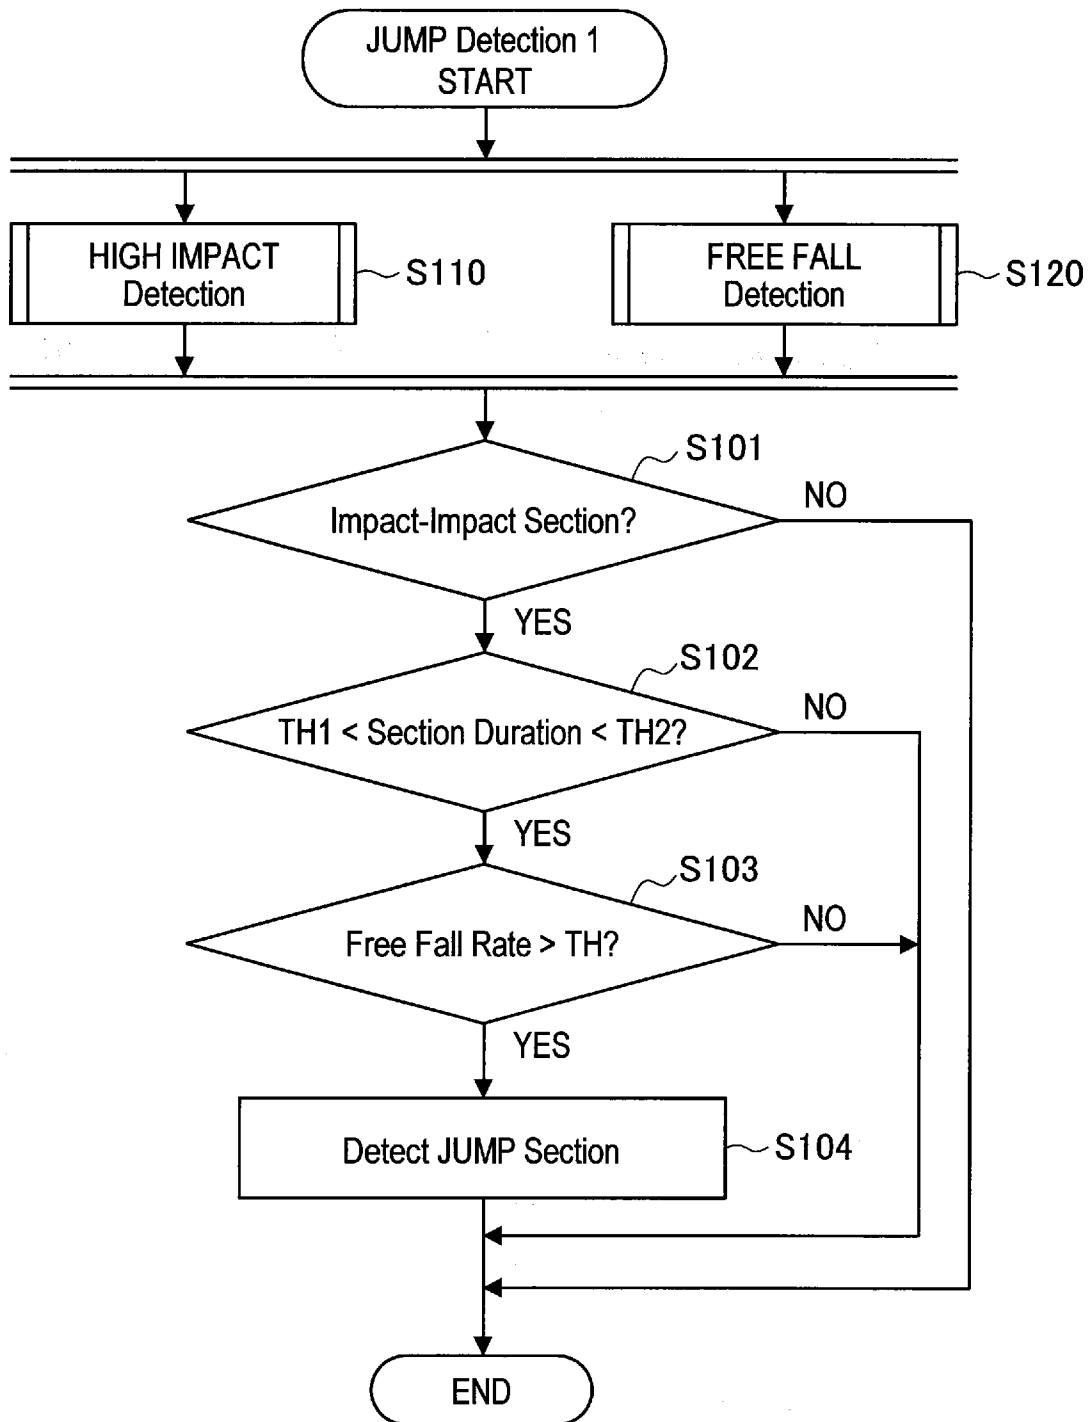 JUMP Detection 1
START
HIGH IMPACT
Detection
S110
FREE FALL
Detection
S120
S101
Impact-Impact Section?
NO
YES
S102
TH1 < Section Duration < TH2?
NO
YES
S103
Free Fall Rate > TH?
NO
YES
Detect JUMP Section
S104
END